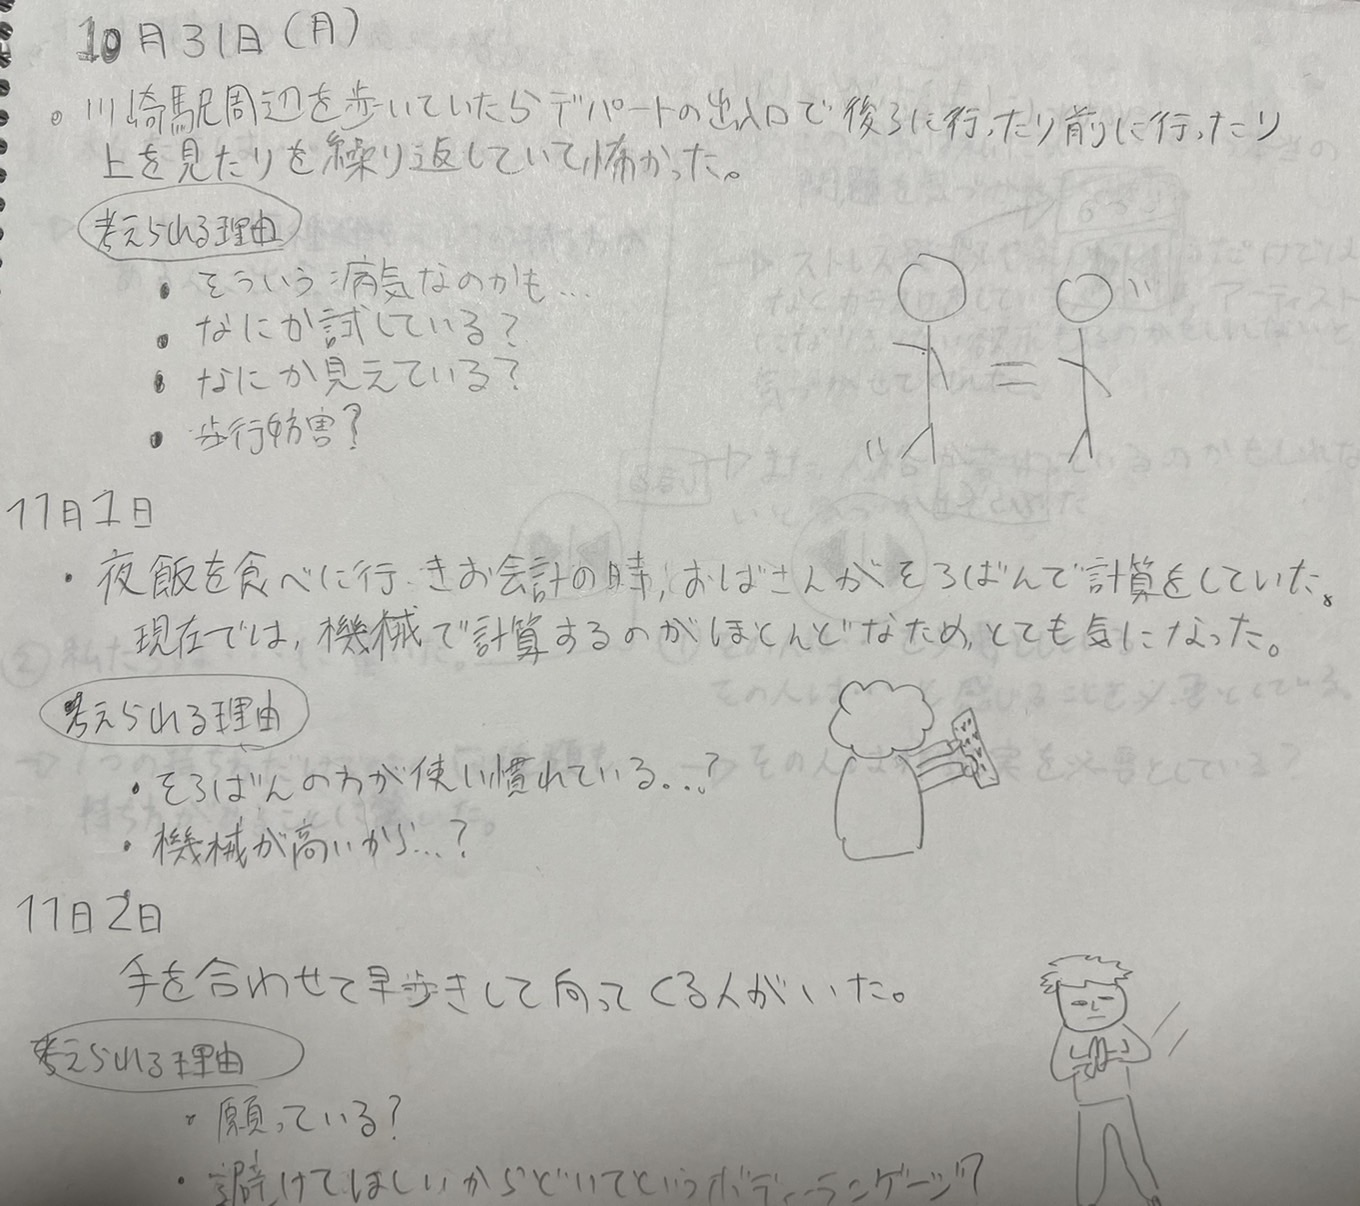 10月31日(月)
。川崎駅周辺を歩いていたらデパートの出入口で後ろに行ったり前に行ったり
上を見たりを繰り返していて怖かった。
考えられる理由
・そういう病気なのかも…
・なにか試している?
・なにか見えている?
・歩行妨害?
11月1日
・夜飯を食べに行きお会計の時,おばさんがそろばんで計算をしていた。
現在では,機械で計算するのがほとんどなため,とても気になった。
考えられる理由
・そろばんの方が使い慣れている…?
・機械が高いから…?
11日2日
手を合わせて早歩きして向ってくる人がいた。
考えられる理由
・願っている?
・避けてほしいからどいてというボディーランゲージ?